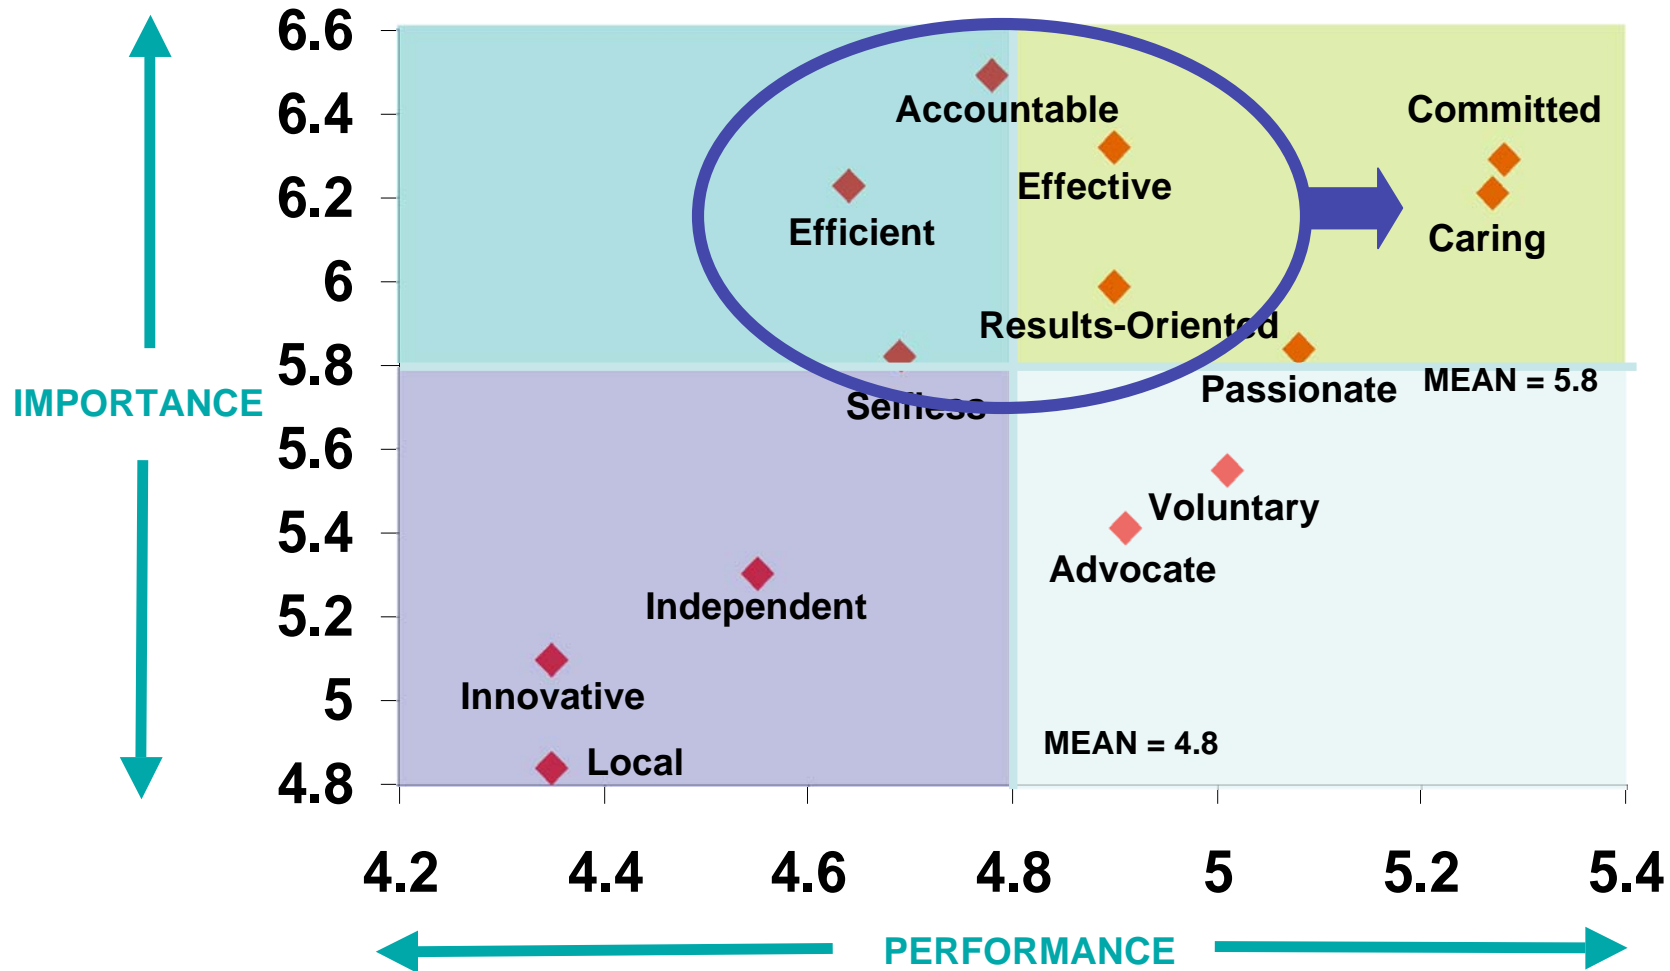 6.6
6.4
6.2
6
5.8
5.6
5.4
5.2
5
4.8
IMPORTANCE
Accountable
Committed
Effective
Efficient
Caring
Results-Oriented
Selfless
Passionate
MEAN = 5.8
Voluntary
Advocate
Independent
Innovative
Local
MEAN = 4.8
4.2
4.4
4.6
4.8
5
5.2
5.4
PERFORMANCE